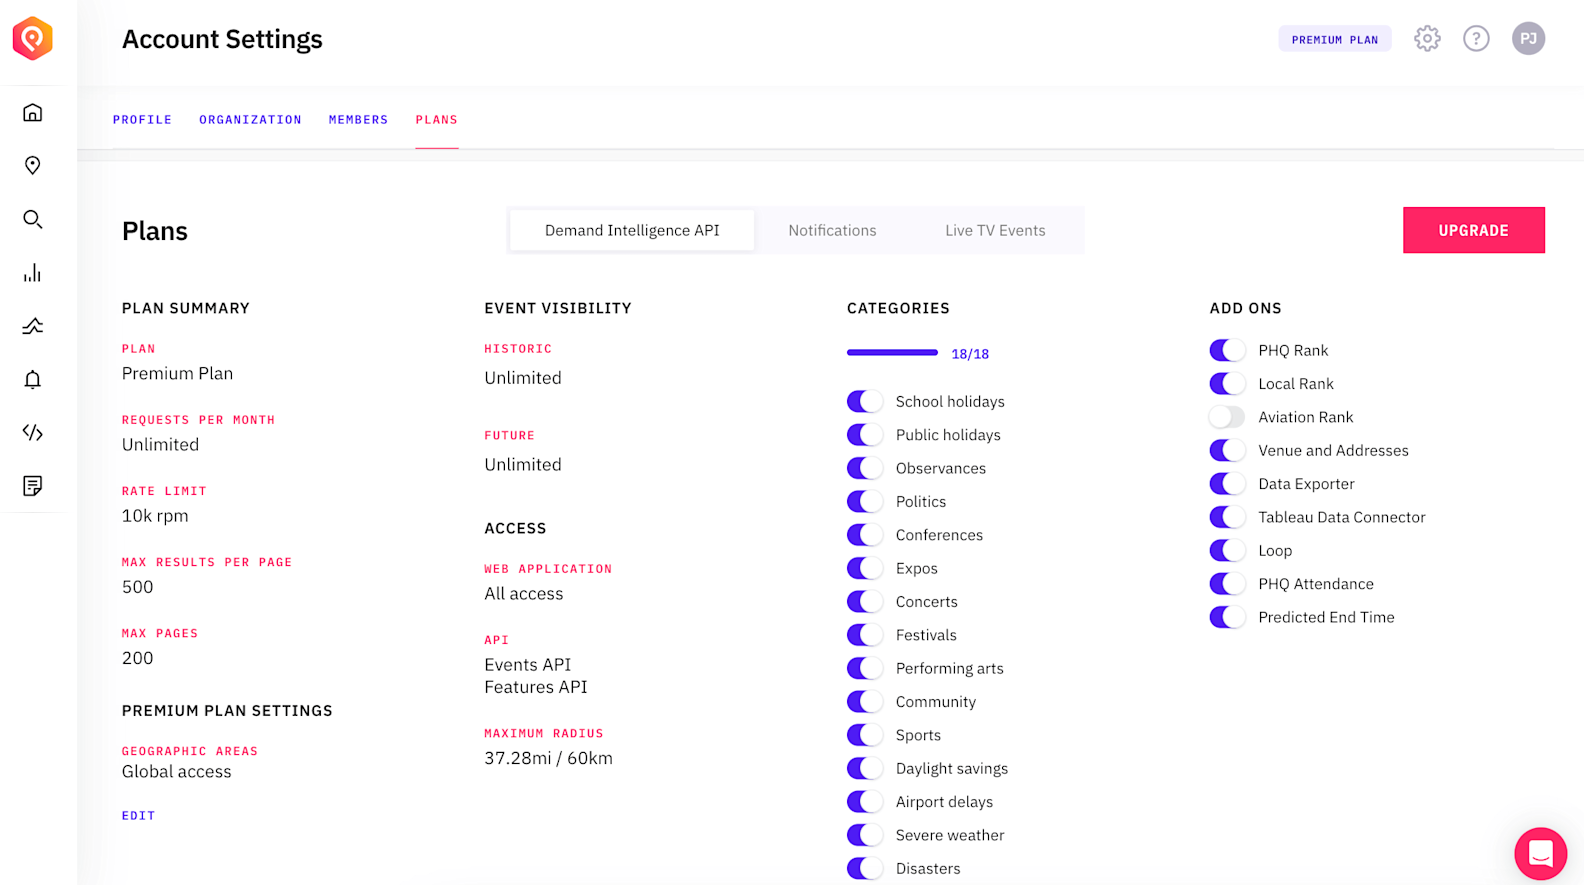 Account Settings
PREMIUM PLAN
?
PJ
PROFILE
ORGANIZATION
MEMBERS
PLANS
Plans
Demand Intelligence API
Notifications
Live TV Events
UPGRADE
PLAN SUMMARY
PLAN
Premium Plan
REQUESTS PER MONTH
Unlimited
RATE LIMIT
10k rpm
MAX RESULTS PER PAGE
500
MAX PAGES
200
PREMIUM PLAN SETTINGS
GEOGRAPHIC AREAS
Global access
EDIT
EVENT VISIBILITY
HISTORIC
Unlimited
FUTURE
Unlimited
ACCESS
WEB APPLICATION
All access
API
Events API
Features API
MAXIMUM RADIUS
37.28mi / 60km
CATEGORIES
18/18
School holidays
Public holidays
Observances
Politics
Conferences
Expos
Concerts
Festivals
Performing arts
Community
Sports
Daylight savings
Airport delays
Severe weather
Disasters
ADD ONS
PHQ Rank
Local Rank
Aviation Rank
Venue and Addresses
Data Exporter
Tableau Data Connector
Loop
PHQ Attendance
Predicted End Time